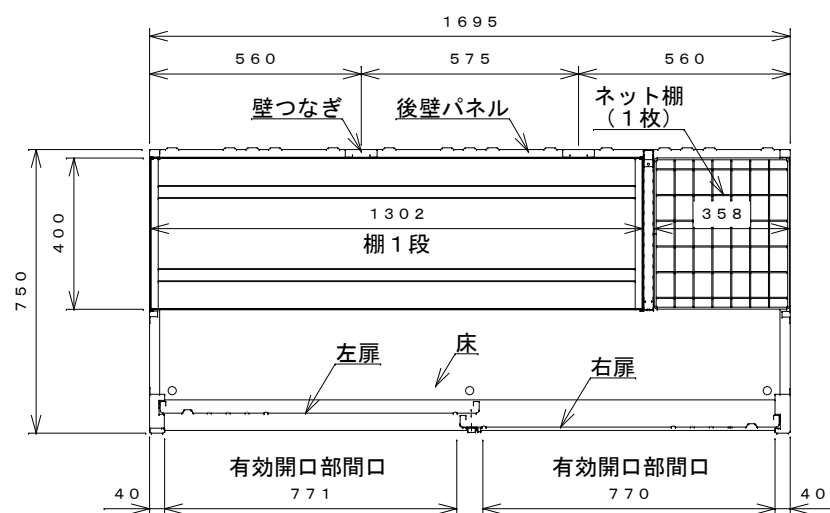 1695
560
575
560
壁つなぎ
後壁パネル
ネット棚
(1枚)
1302
358
棚1段
400
750
左扉
床
右扉
有効開口部間口
有効開口部間口
40
771
770
40